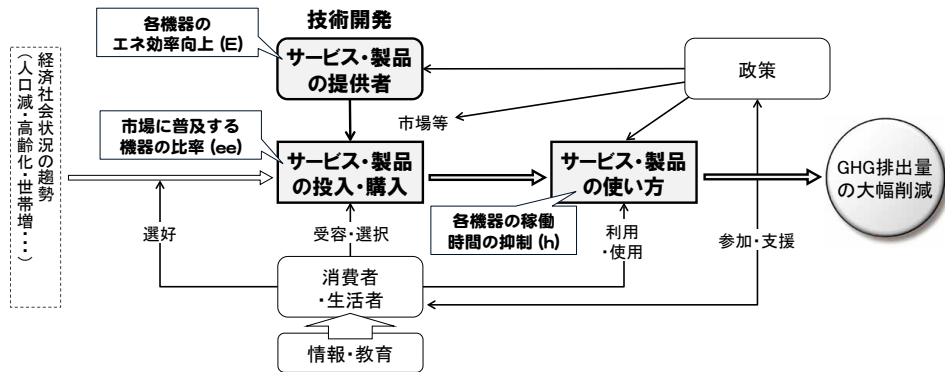 経済社会状況の趨勢
（人口減・高齢化・世帯増・・・・）
技術開発
各機器の
エネ効率向上 (E)
サービス・製品
の提供者
政策
市場等
市場に普及する
機器の比率 (ee)
サービス・製品
の投入・購入
サービス・製品
の使い方
GHG排出量
の大幅削減
各機器の稼働
時間の抑制 (h)
選好
受容・選択
利用
・使用
参加・支援
消費者
・生活者
情報・教育